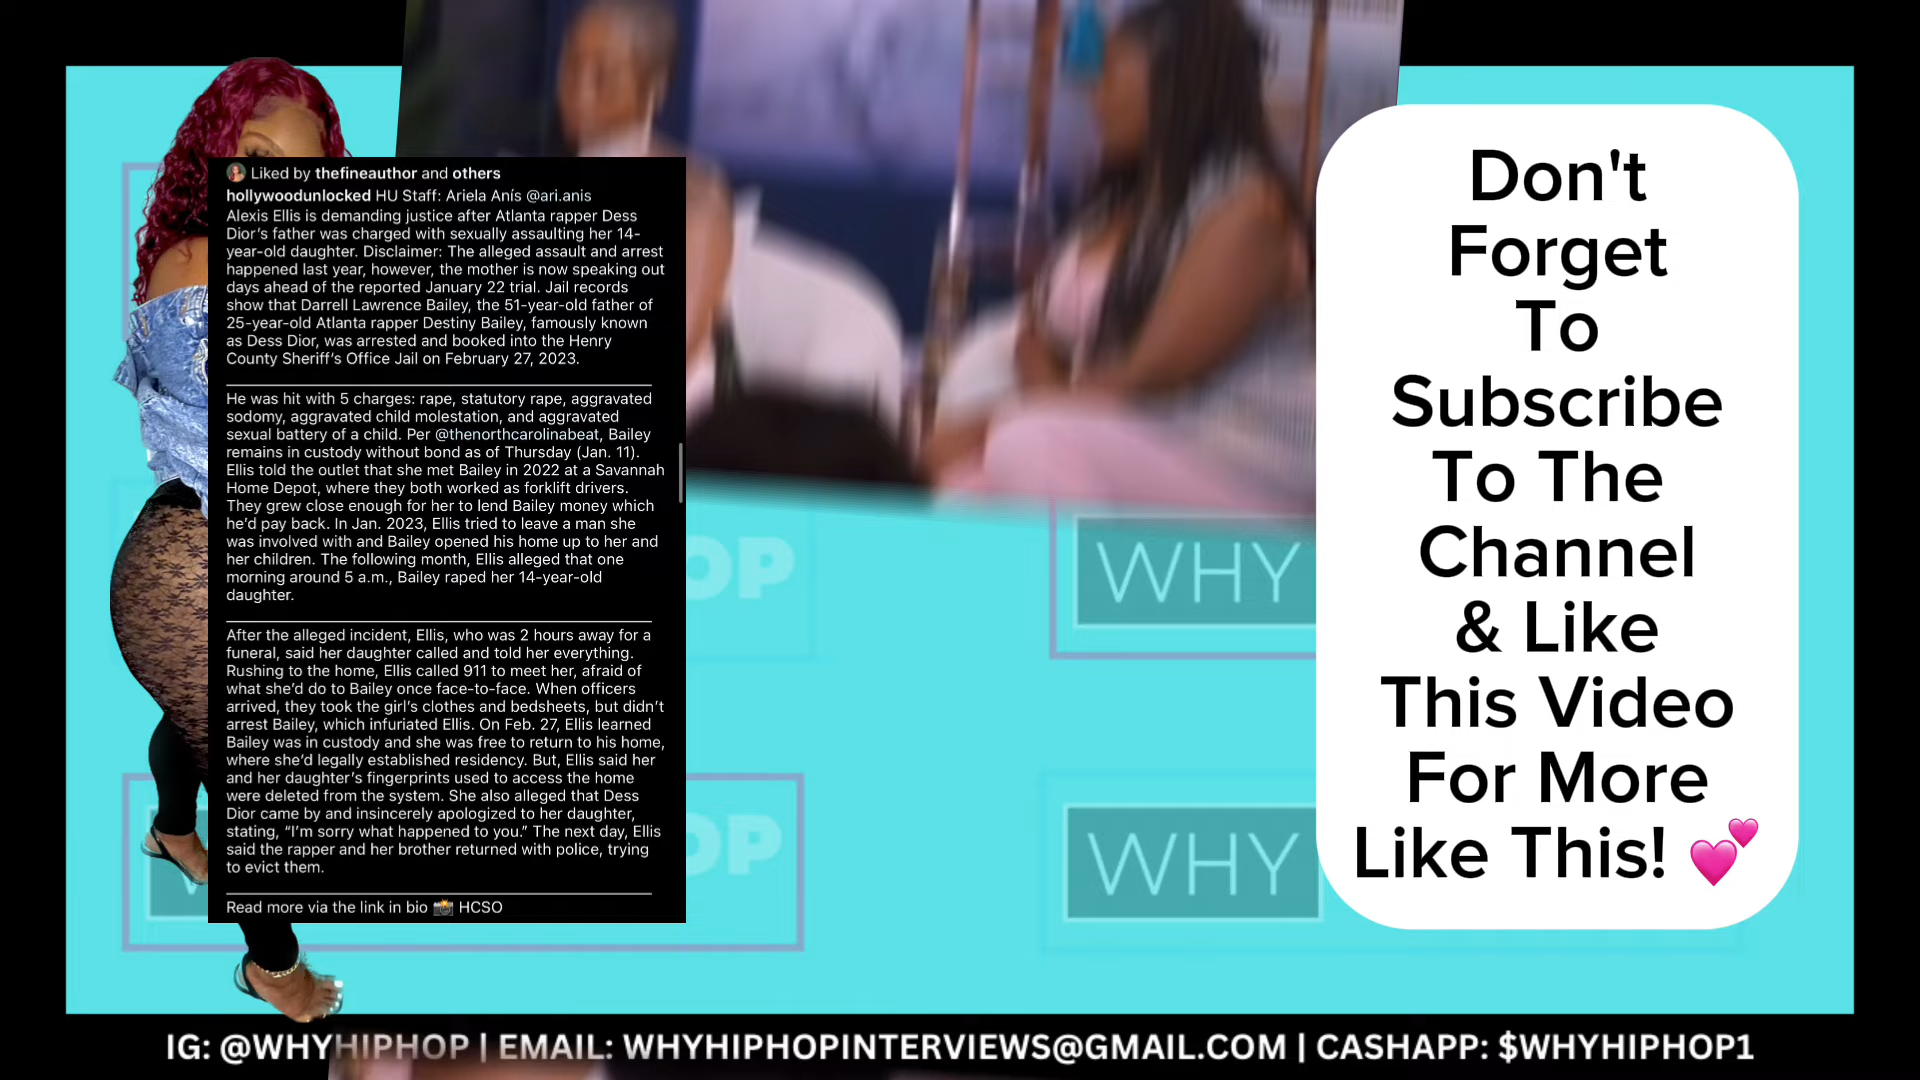 Liked by thefineauthor and others
hollywoodunlocked HU Staff: Ariela Anís @ari.anis
Alexis Ellis is demanding justice after Atlanta rapper Dess
Dior’s father was charged with sexually assaulting her 14-
year-old daughter. Disclaimer: The alleged assault and arrest
happened last year, however, the mother is now speaking out
days ahead of the reported January 22 trial. Jail records
show that Darrell Lawrence Bailey, the 51-year-old father of
25-year-old Atlanta rapper Destiny Bailey, famously known
as Dess Dior, was arrested and booked into the Henry
County Sheriff’s Office Jail on February 27, 2023.
He was hit with 5 charges: rape, statutory rape, aggravated
sodomy, aggravated child molestation, and aggravated
sexual battery of a child. Per @thenorthcarolinabeat, Bailey
remains in custody without bond as of Thursday (Jan. 11).
Ellis told the outlet that she met Bailey in 2022 at a Savannah
Home Depot, where they both worked as forklift drivers.
They grew close enough for her to lend Bailey money which
he’d pay back. In Jan. 2023, Ellis tried to leave a man she
was involved with and Bailey opened his home up to her and
her children. The following month, Ellis alleged that one
morning around 5 a.m., Bailey raped her 14-year-old
daughter.
After the alleged incident, Ellis, who was 2 hours away for a
funeral, said her daughter called and told her everything.
Rushing to the home, Ellis called 911 to meet her, afraid of
what she’d do to Bailey once face-to-face. When officers
arrived, they took the girl’s clothes and bedsheets, but didn’t
arrest Bailey, which infuriated Ellis. On Feb. 27, Ellis learned
Bailey was in custody and she was free to return to his home,
where she’d legally established residency. But, Ellis said her
and her daughter’s fingerprints used to access the home
were deleted from the system. She also alleged that Dess
Dior came by and insincerely apologized to her daughter,
stating, “I’m sorry what happened to you.” The next day, Ellis
said the rapper and her brother returned with police, trying
to evict them.
Read more via the link in bio 📸 HCSO
Don't
Forget
To
Subscribe
To The
Channel
& Like
This Video
For More
Like This! 💕
OP
WHY
OP
WHY
IG: @WHYHIPHOP | EMAIL: WHYHIPHOPINTERVIEWS@GMAIL.COM | CASHAPP: $WHYHIPHOP1